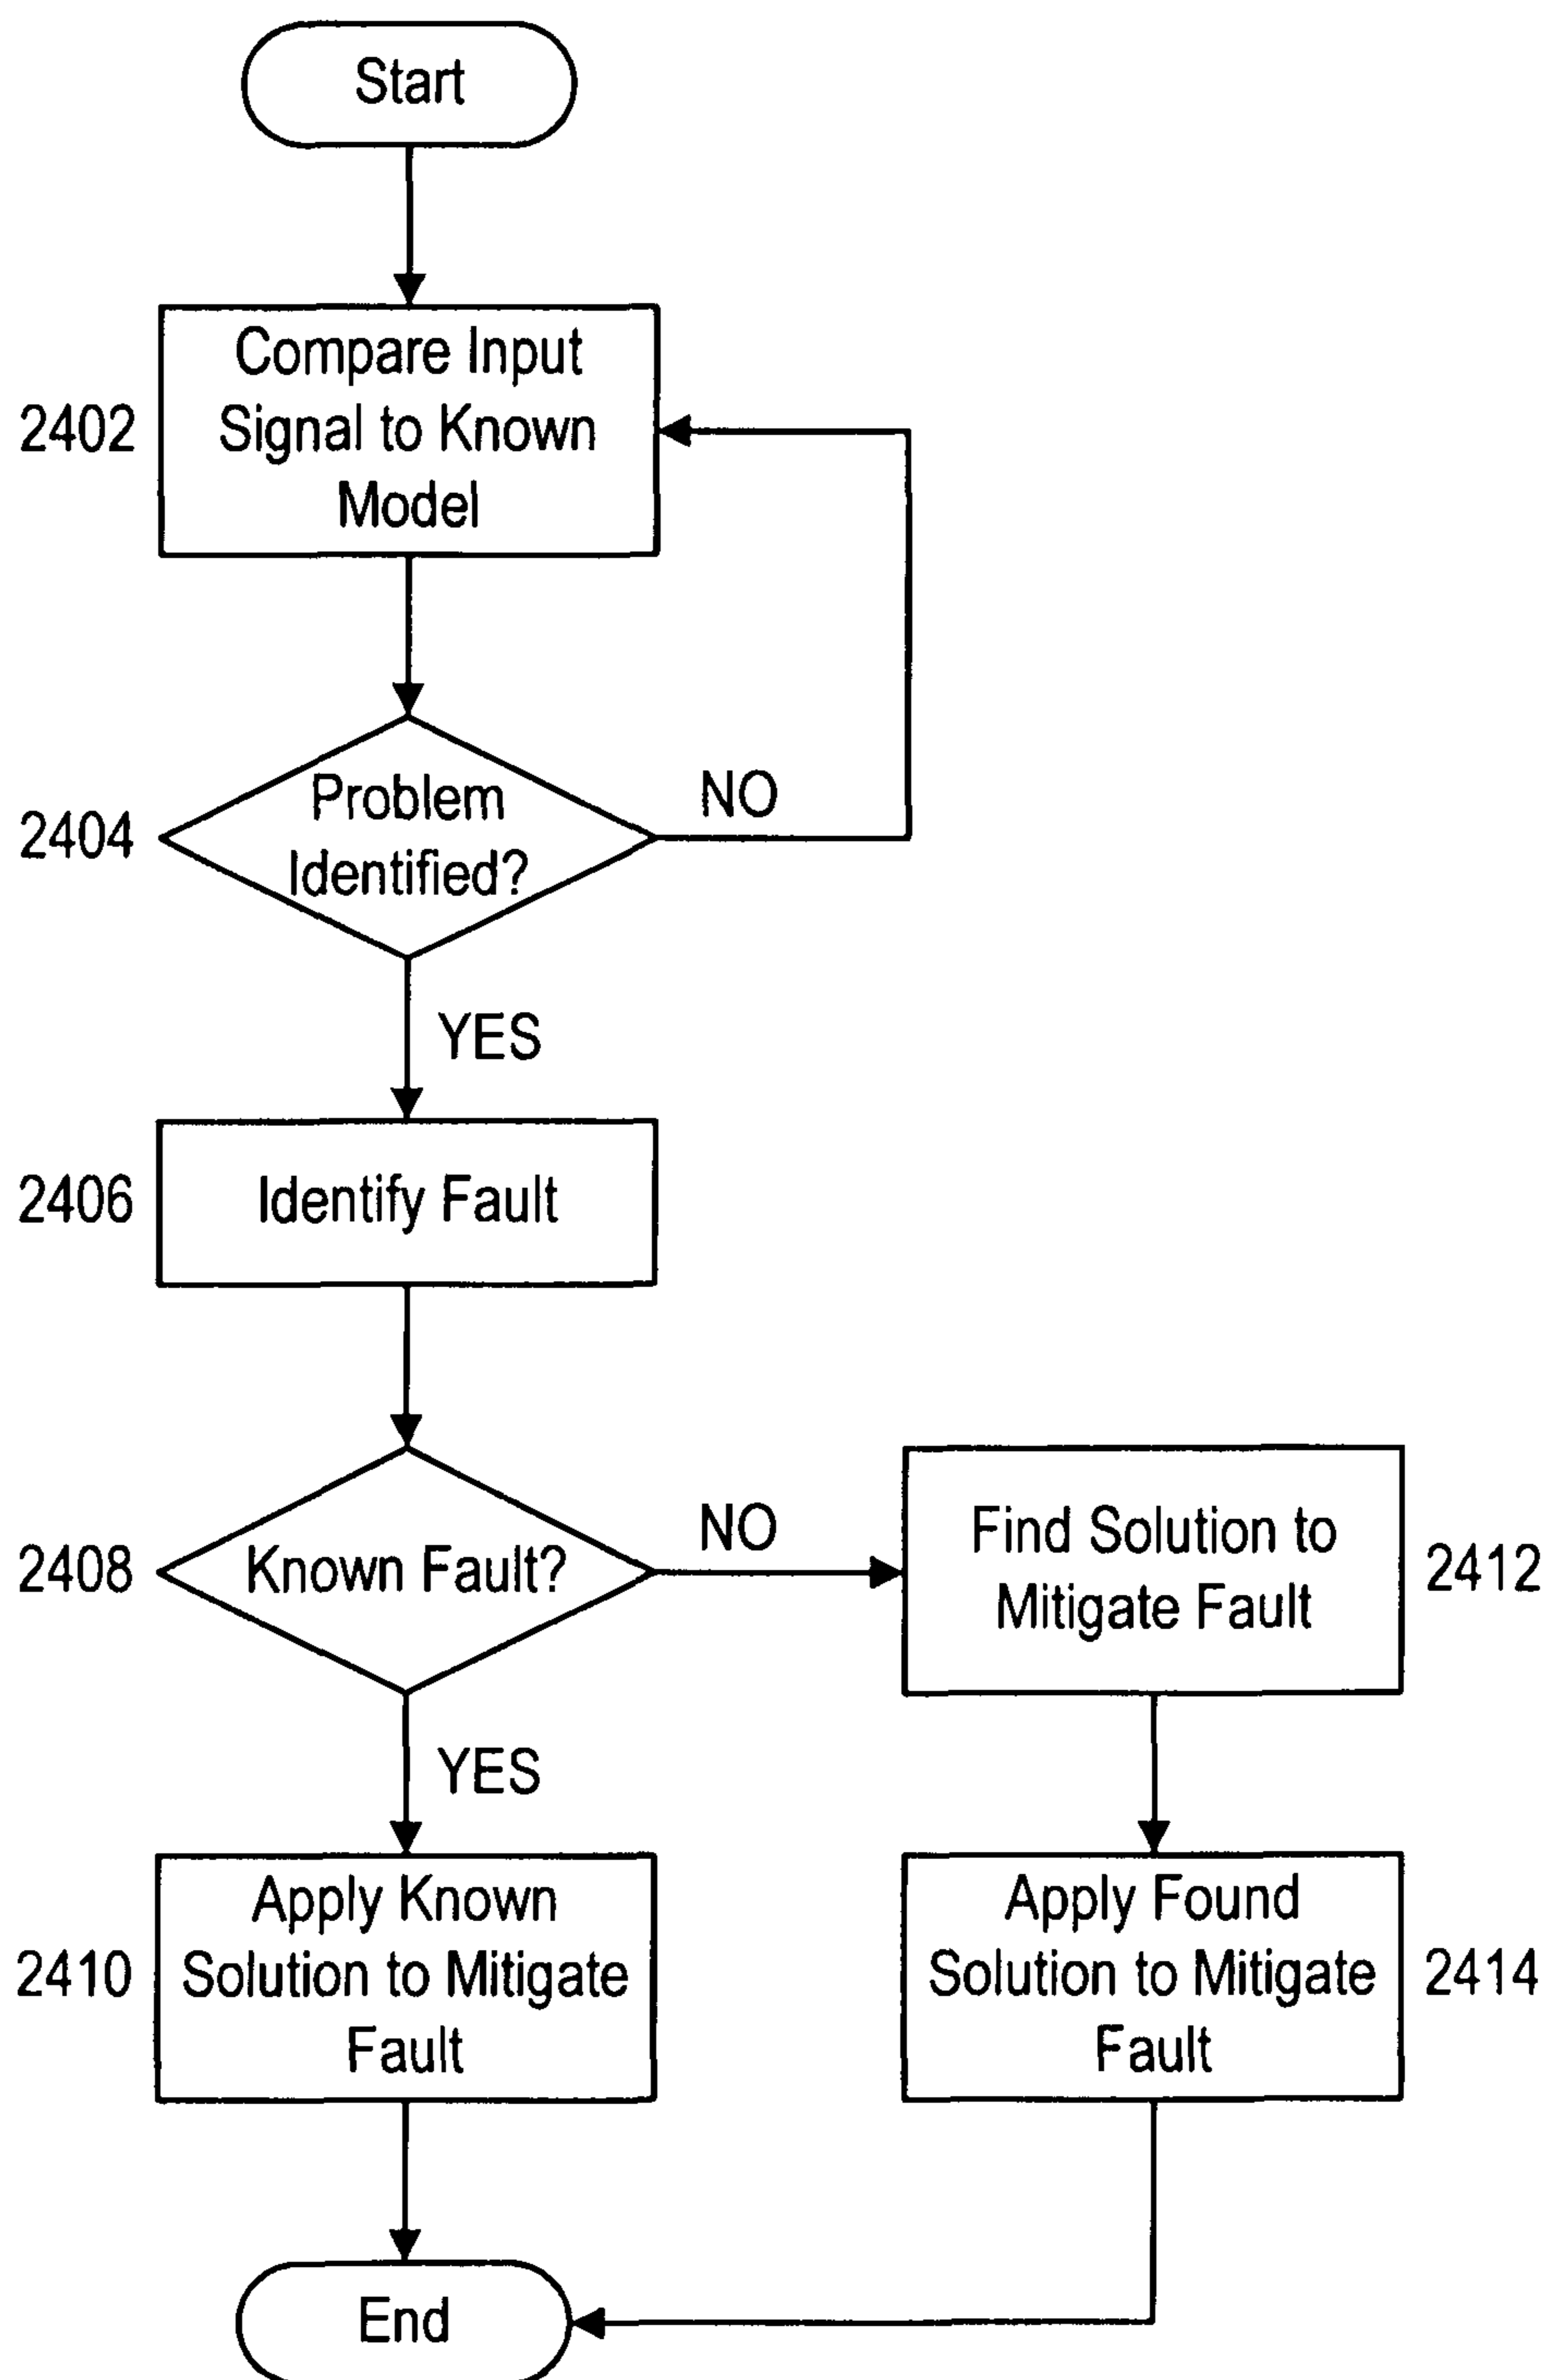 Start
2402
Compare Input
Signal to Known
Model
2404
Problem
Identified?
NO
YES
2406
Identify Fault
2408
Known Fault?
NO
Find Solution to
Mitigate Fault
2412
YES
2410
Apply Known
Solution to Mitigate
Fault
Apply Found
Solution to Mitigate
Fault
2414
End